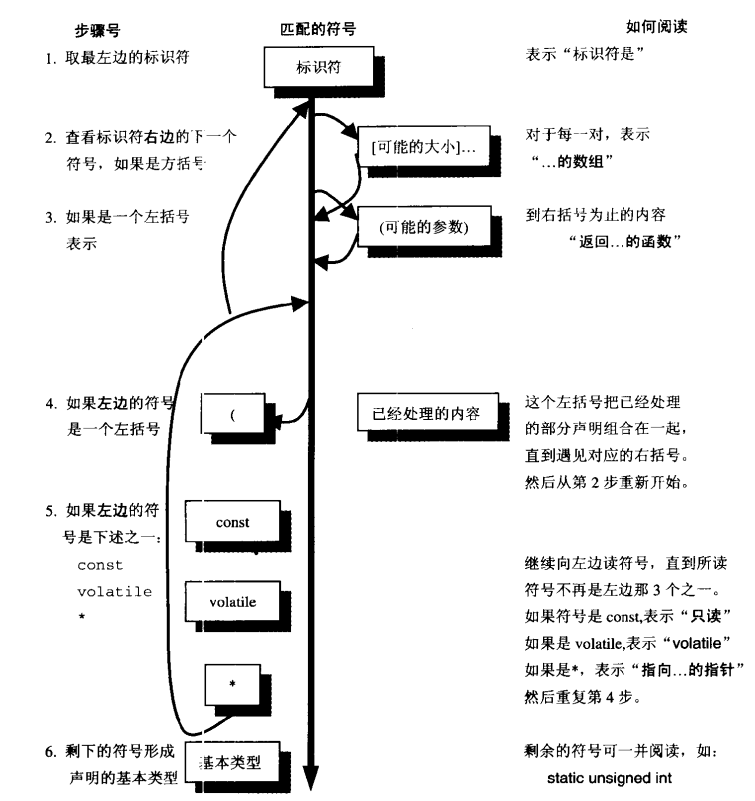 步骤号 匹配的符号 如何阅读
1. 取最左边的标识符 标识符 表示“标识符是”
2. 查看标识符右边的下一个 [可能的大小]... 对于每一对，表示
符号，如果是方括号 “...的数组”
3. 如果是一个左括号 (可能的参数) 到右括号为止的内容
表示 “返回...的函数”
4. 如果左边的符号 ( 已经处理的内容 这个左括号把已经处理
是一个左括号 的部分声明组合在一起，
直到遇见对应的右括号。
然后从第 2 步重新开始。
5. 如果左边的符 const
号是下述之一：
const 继续向左边读符号，直到所读
volatile volatile 符号不再是左边那 3 个之一。
* 如果符号是 const,表示“只读”
如果是 volatile,表示“volatile”
* 如果是*，表示“指向...的指针”
然后重复第 4 步。
6. 剩下的符号形成 基本类型 剩余的符号可一并阅读，如：
声明的基本类型 static unsigned int